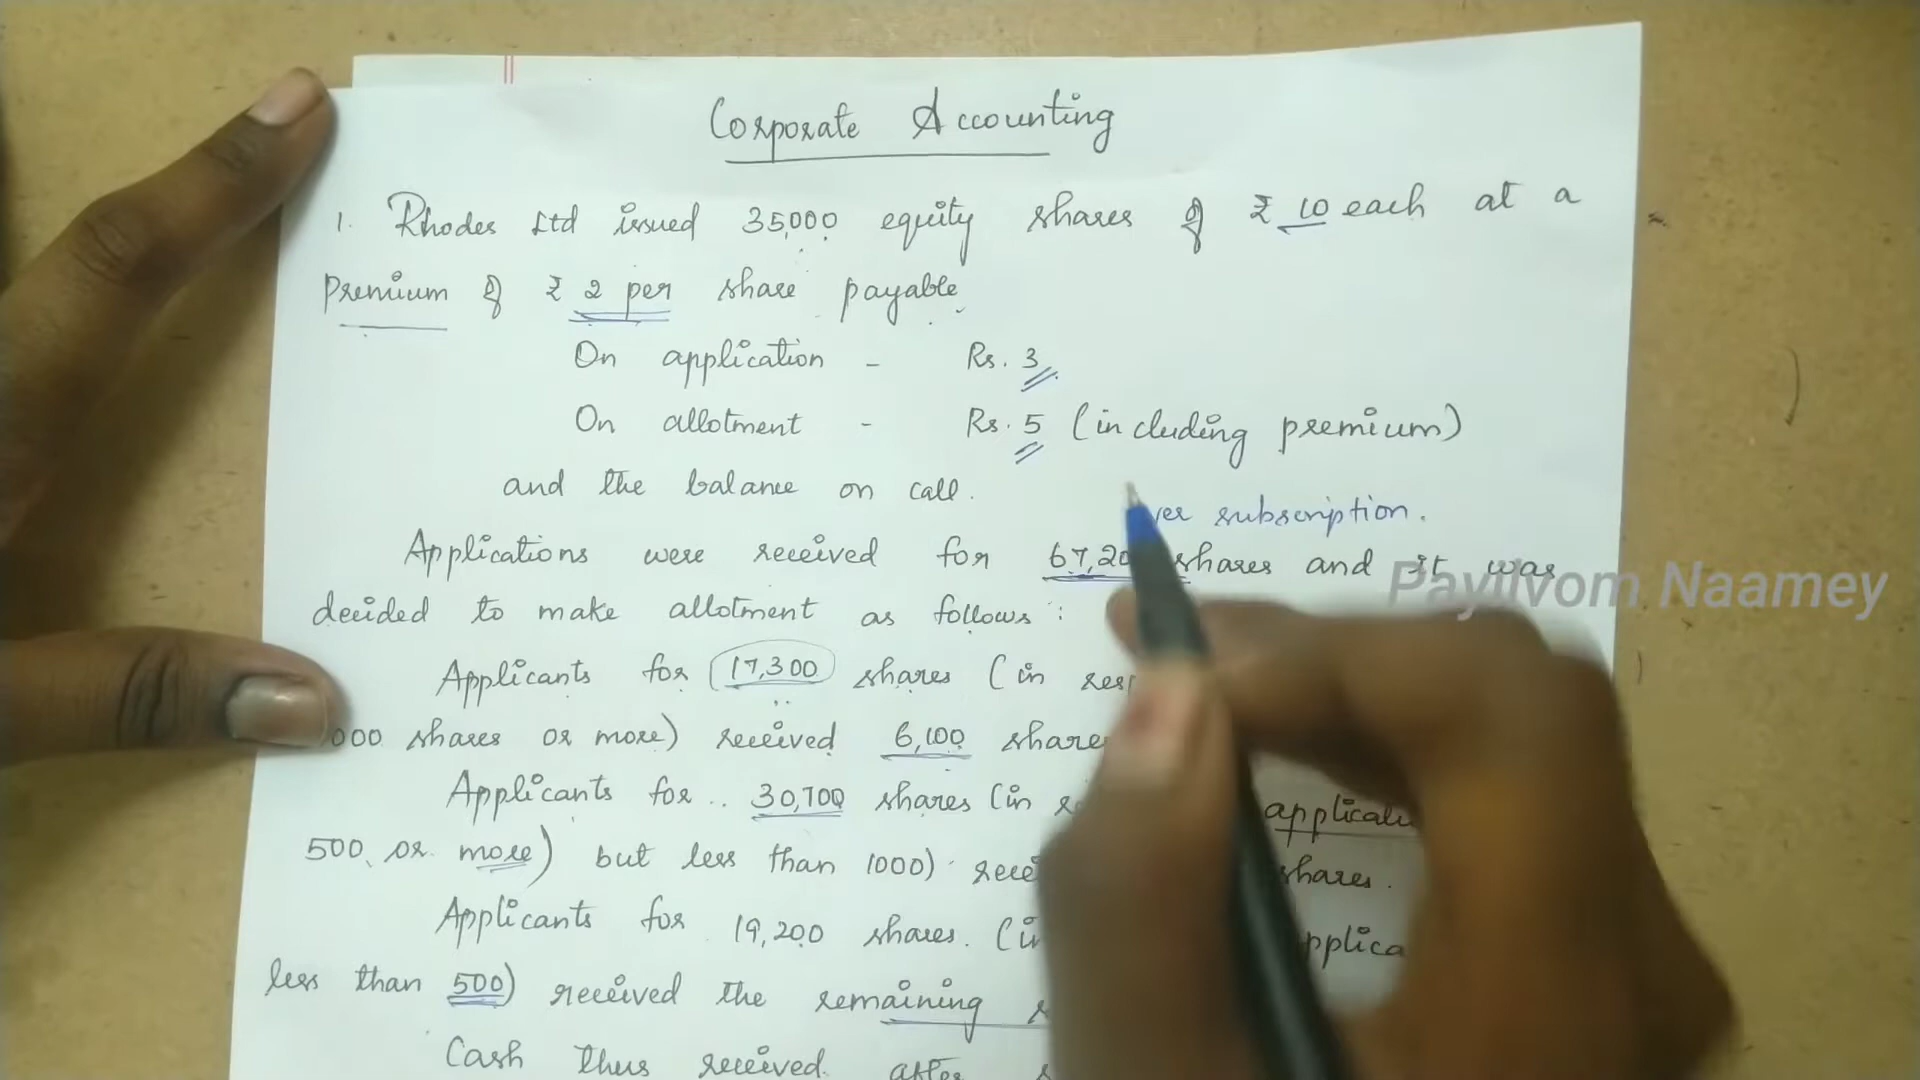 Corporate Accounting
1. Rhodes Ltd issued 35,000 equity shares of ₹ 10 each at a
premium of ₹ 2 per share payable
On application - Rs. 3
On allotment - Rs. 5 (including premium)
and the balance on call.
subscription.
Applications were received for 67,20 shares and it was
decided to make allotment as follows:
Applicants for 17,300 shares (in
000 shares or more) received 6,100
Applicants for .. 30,700 shares (in
500 or more) but less than 1000) shares.
Applicants for 19,200 shares.
less than 500) received the remaining
Cash thus received after
Payilvom Naamey